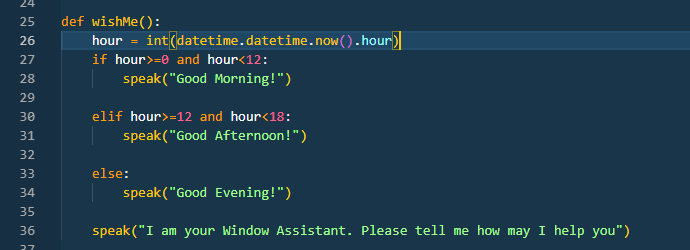 24
25 def wishMe():
26 hour = int(datetime.datetime.now().hour)
27 if hour>=0 and hour<12:
28 speak("Good Morning!")
29
30 elif hour>=12 and hour<18:
31 speak("Good Afternoon!")
32
33 else:
34 speak("Good Evening!")
35
36 speak("I am your Window Assistant. Please tell me how may I help you")
37